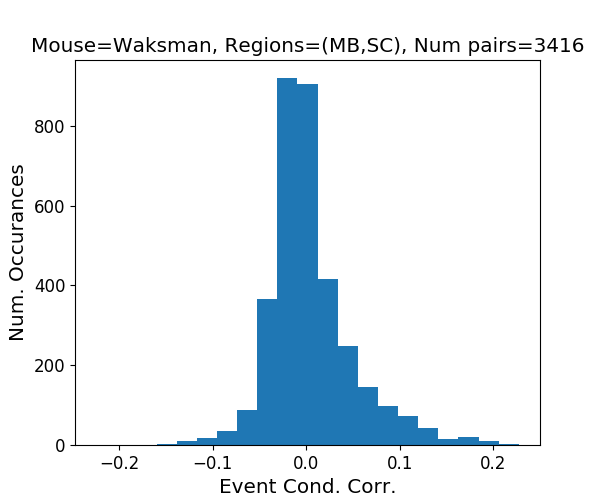 Mouse=Waksman, Regions=(MB,SC), Num pairs=3416
800
600
400
200
0
Num. Occurances
−0.2 −0.1 0.0 0.1 0.2
Event Cond. Corr.